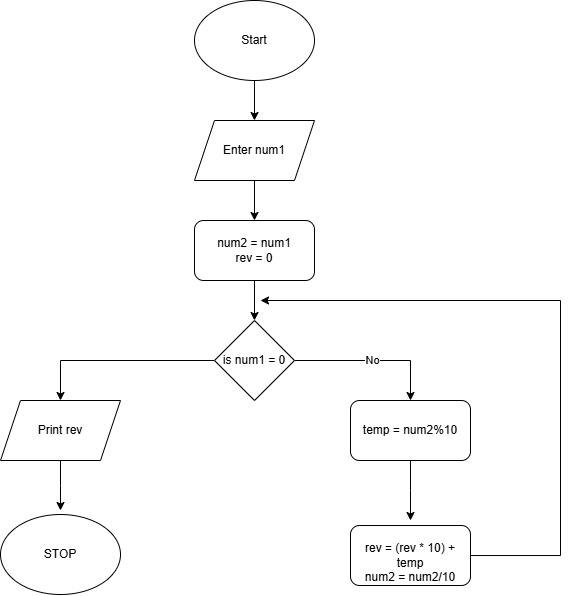 Start
Enter num1
num2 = num1
rev = 0
is num1 = 0
No
Print rev
temp = num2%10
STOP
rev = (rev * 10) +
temp
num2 = num2/10